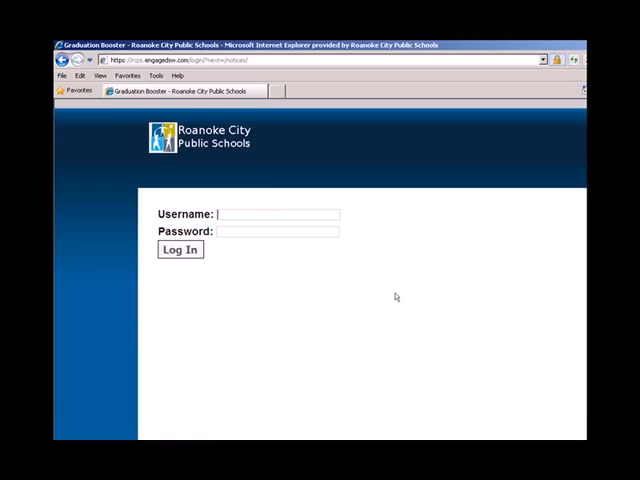 Graduation Booster - Roanoke City Public Schools - Microsoft Internet Explorer provided by Roanoke City Public Schools
https://rcps.engagedsw.com/login/?next=/notices/
File Edit View Favorites Tools Help
Favorites Graduation Booster - Roanoke City Public Schools
Roanoke City
Public Schools
Username:
Password:
Log In